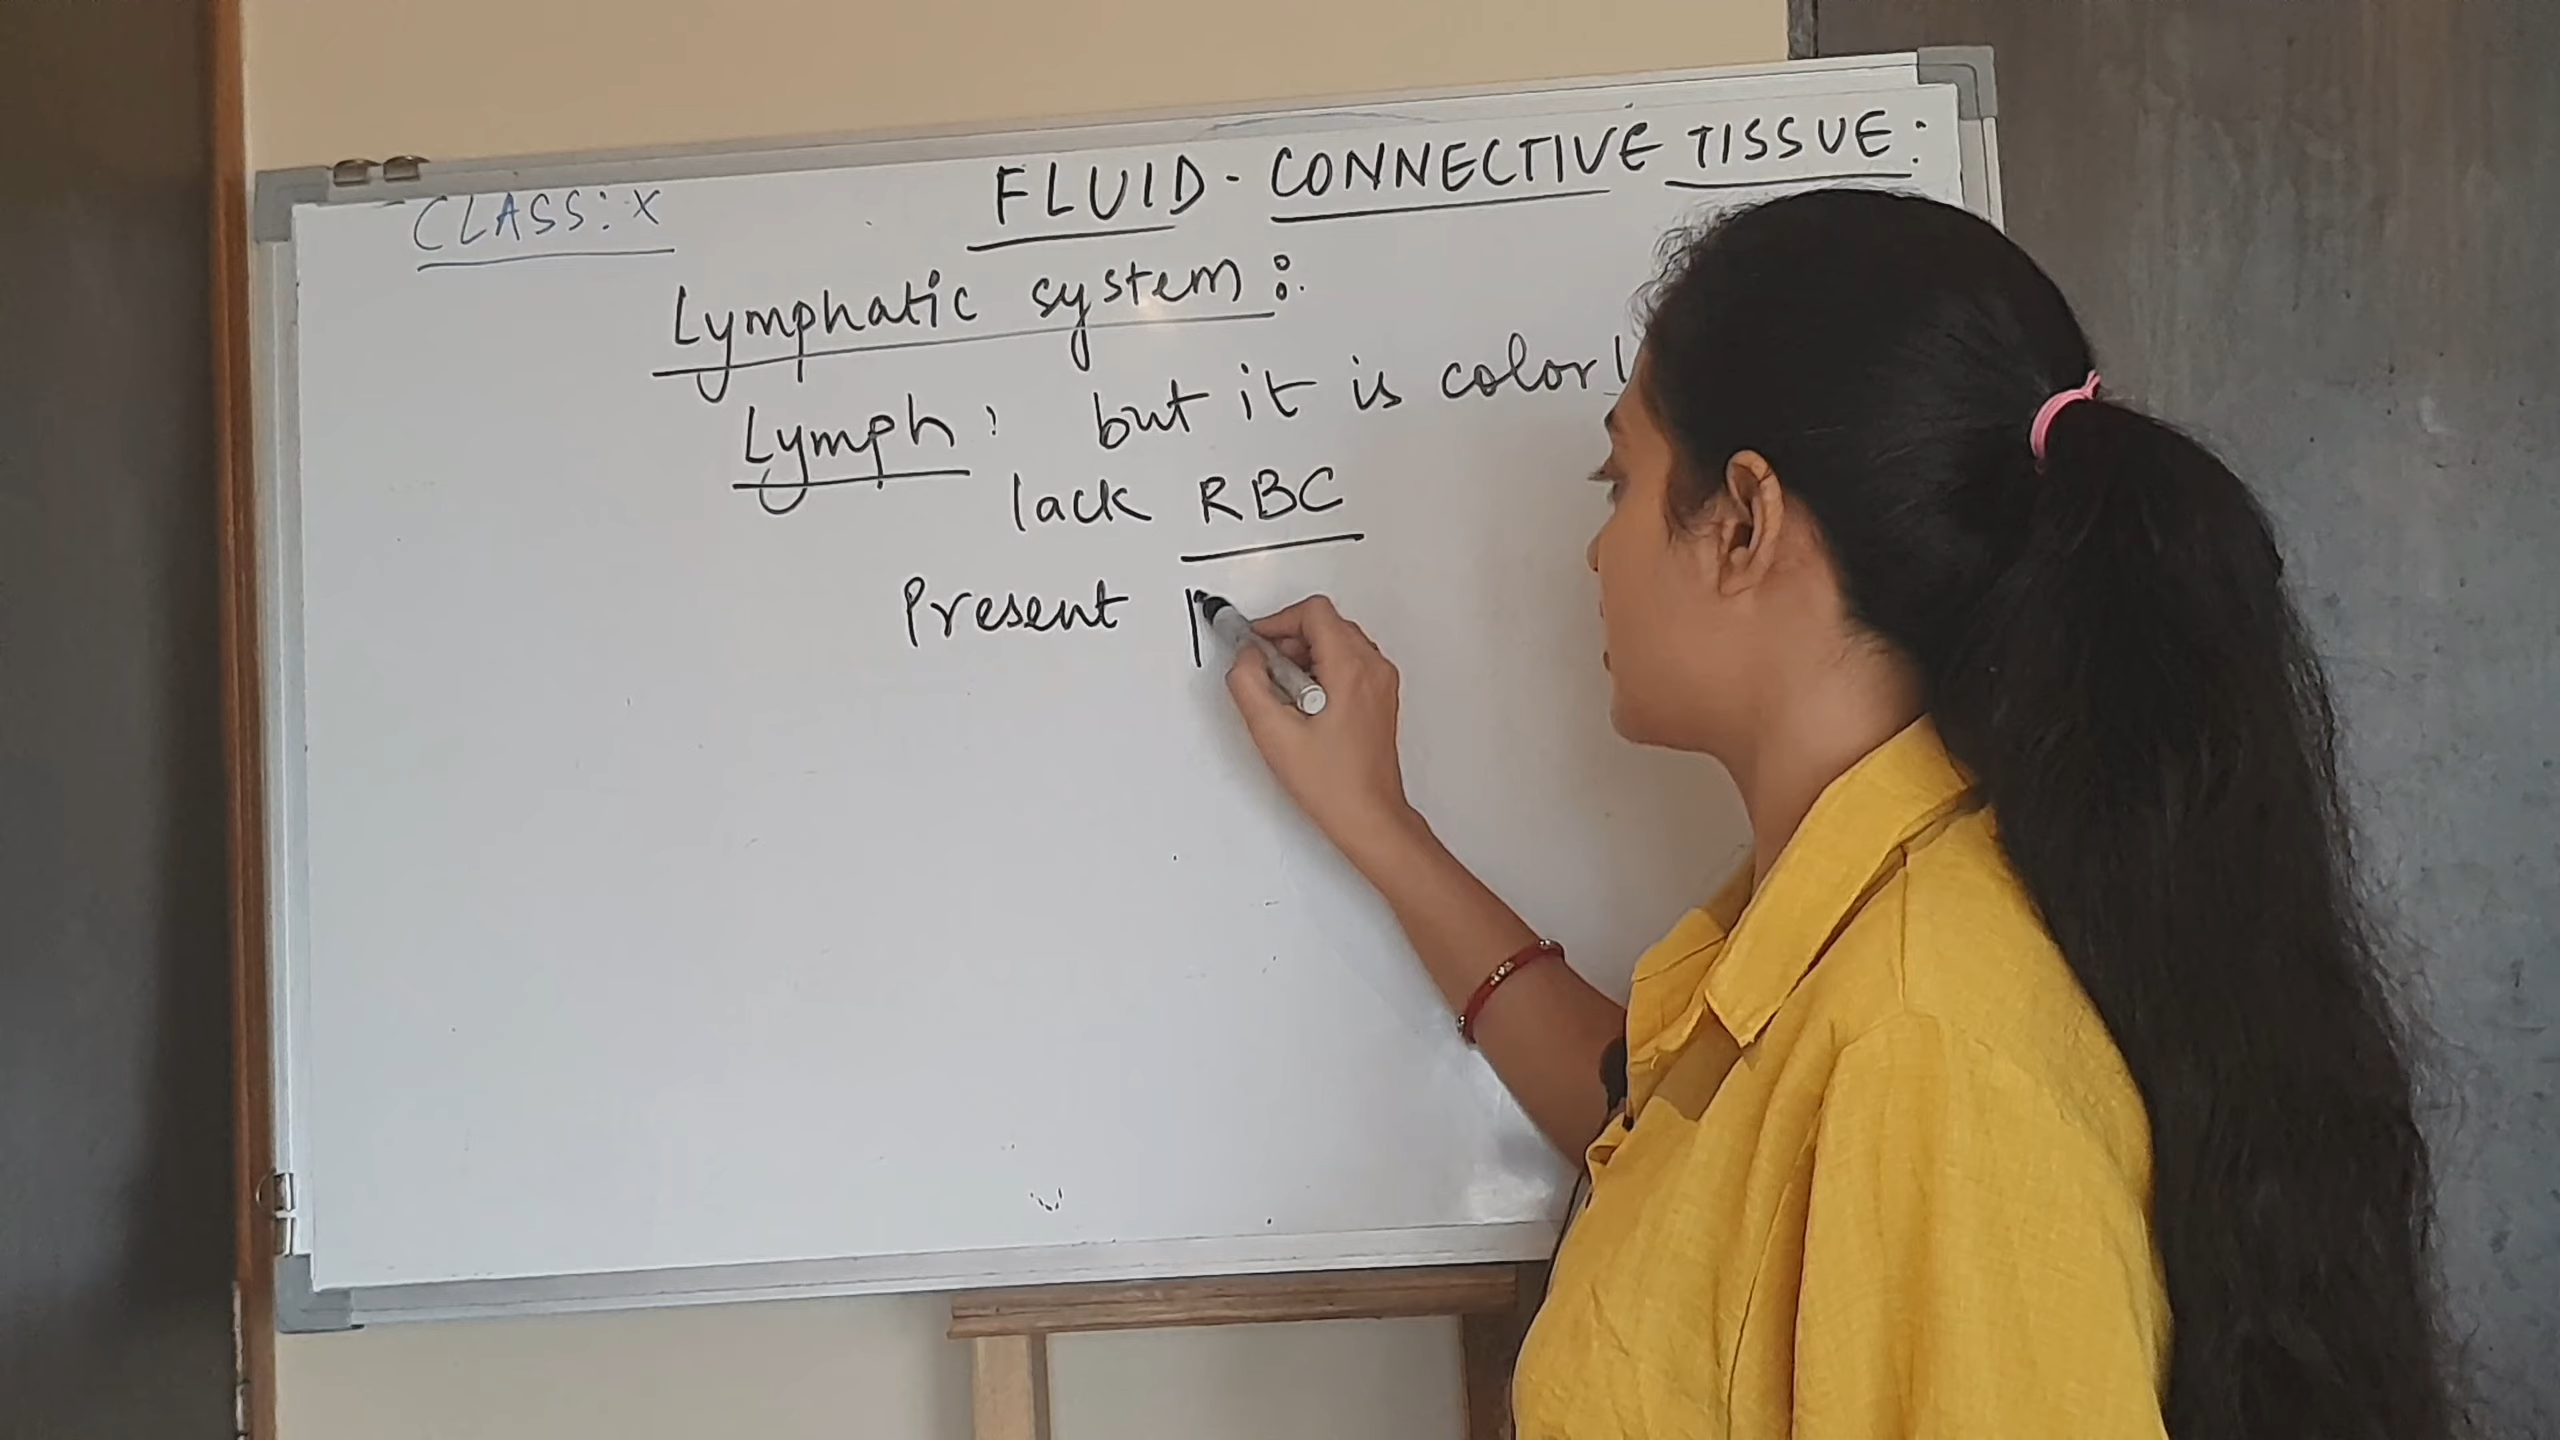 CLASS: X
FLUID - CONNECTIVE TISSUE:
Lymphatic system:
Lymph: but it is color
lack RBC
Present